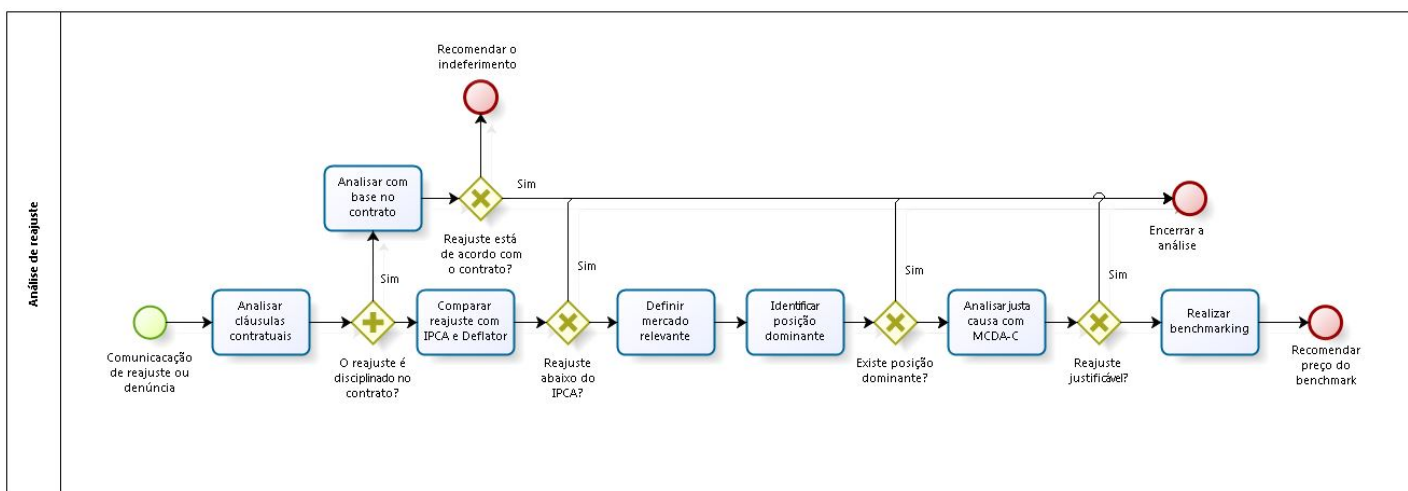 Análise de reajuste
Recomendar o
indeferimento
Analisar com
base no
contrato
Sim
Reajuste está
de acordo com
o contrato?
Encerrar a
análise
Sim
Sim
Sim
Sim
Comunicacação
de reajuste ou
denúncia
Analisar
cláusulas
contratuais
O reajuste é
disciplinado no
contrato?
Comparar
reajuste com
IPCA e Deflator
Reajuste
abaixo do
IPCA?
Definir
mercado
relevante
Identificar
posição
dominante
Existe posição
dominante?
Analisar justa
causa com
MCDA-C
Reajuste
justificável?
Realizar
benchmarking
Recomendar
preço do
benchmark